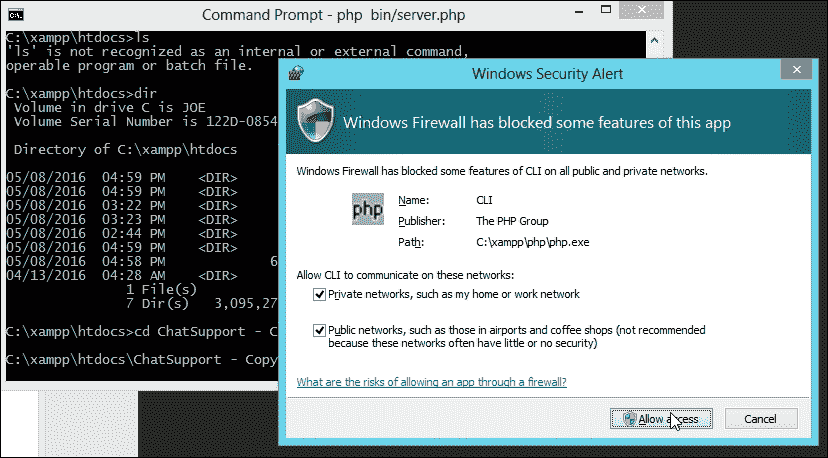 Command Prompt - php bin/server.php
C:\xampp\htdocs>ls
'ls' is not recognized as an internal or external command,
operable program or batch file.
C:\xampp\htdocs>dir
Volume in drive C is JOE
Volume Serial Number is 122D-0854
Directory of C:\xampp\htdocs
05/08/2016 04:59 PM <DIR>
05/08/2016 04:59 PM <DIR>
05/08/2016 03:22 PM <DIR>
05/08/2016 03:23 PM <DIR>
05/08/2016 02:44 PM <DIR>
05/08/2016 04:59 PM <DIR>
05/08/2016 04:58 PM 6
04/13/2016 04:28 AM <DIR>
1 File(s)
7 Dir(s) 3,095,27
C:\xampp\htdocs>cd ChatSupport - C
C:\xampp\htdocs\ChatSupport - Copy
Windows Security Alert
Windows Firewall has blocked some features of this app
Windows Firewall has blocked some features of CLI on all public and private networks.
php
Name: CLI
Publisher: The PHP Group
Path: C:\xampp\php\php.exe
Allow CLI to communicate on these networks:
Private networks, such as my home or work network
Public networks, such as those in airports and coffee shops (not recommended
because these networks often have little or no security)
What are the risks of allowing an app through a firewall?
Allow access Cancel